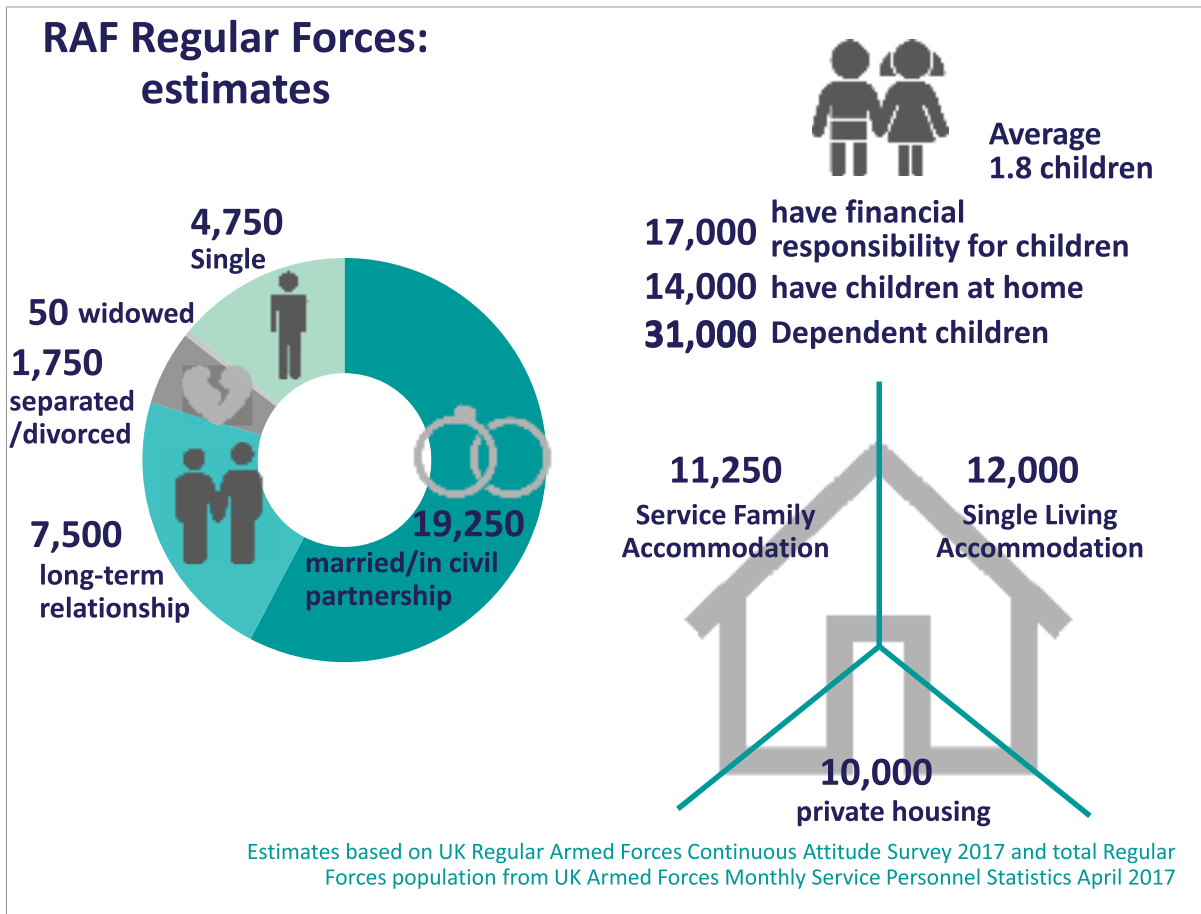 RAF Regular Forces:
estimates
Average
1.8 children
17,000 have financial
responsibility for children
14,000 have children at home
31,000 Dependent children
4,750
Single
50 widowed
1,750
separated
/divorced
7,500
long-term
relationship
19,250
married/in civil
partnership
11,250
Service Family
Accommodation
12,000
Single Living
Accommodation
10,000
private housing
Estimates based on UK Regular Armed Forces Continuous Attitude Survey 2017 and total Regular
Forces population from UK Armed Forces Monthly Service Personnel Statistics April 2017